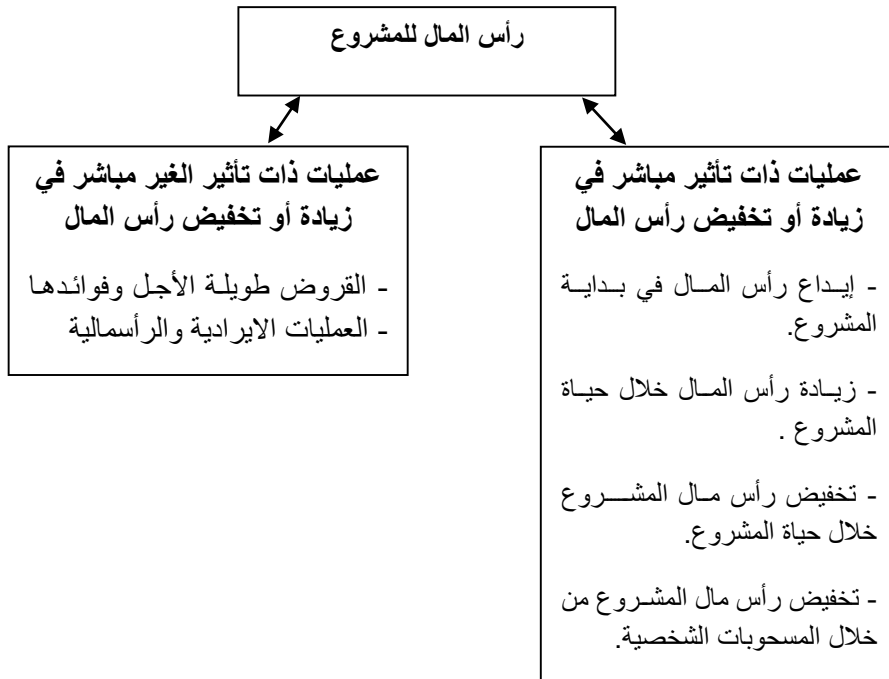 رأس المال للمشروع
عمليات ذات تأثير مباشر في
زيادة أو تخفيض رأس المال
- إيداع رأس المال في بداية
المشروع.
- زيادة رأس المال خلال حياة
المشروع .
- تخفيض رأس مال المشروع
خلال حياة المشروع.
- تخفيض رأس مال المشروع من
خلال المسحوبات الشخصية.
عمليات ذات تأثير الغير مباشر في
زيادة أو تخفيض رأس المال
- القروض طويلة الأجل وفوائدها
- العمليات الايرادية والرأسمالية